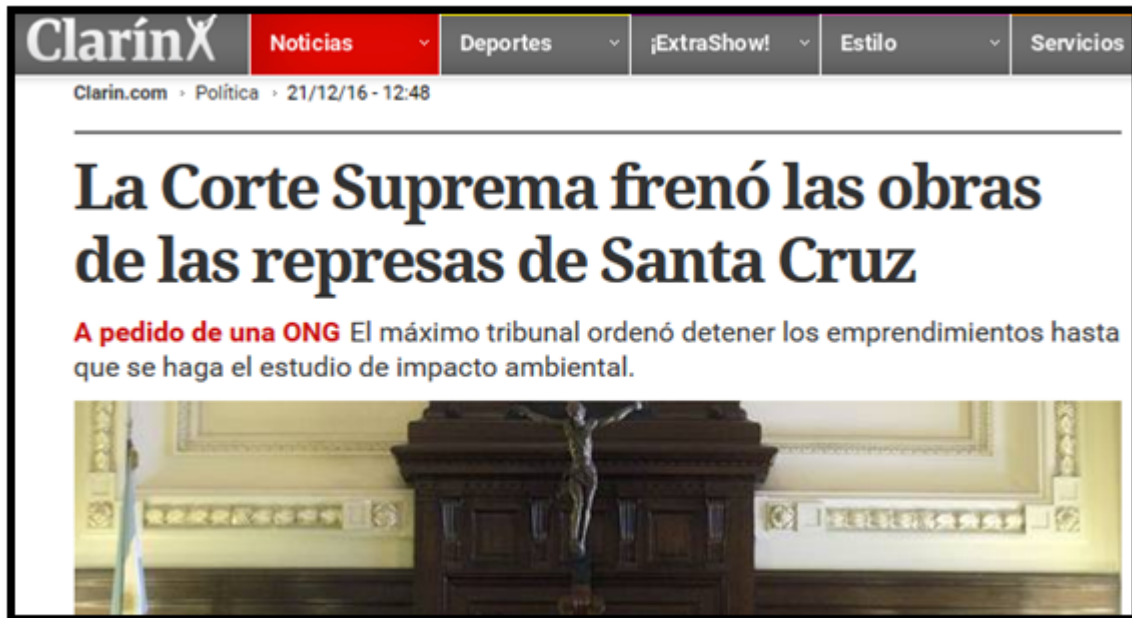 Clarín
Noticias Deportes ¡ExtraShow! Estilo Servicios
Clarin.com › Política › 21/12/16 - 12:48
La Corte Suprema frenó las obras
de las represas de Santa Cruz
A pedido de una ONG El máximo tribunal ordenó detener los emprendimientos hasta
que se haga el estudio de impacto ambiental.